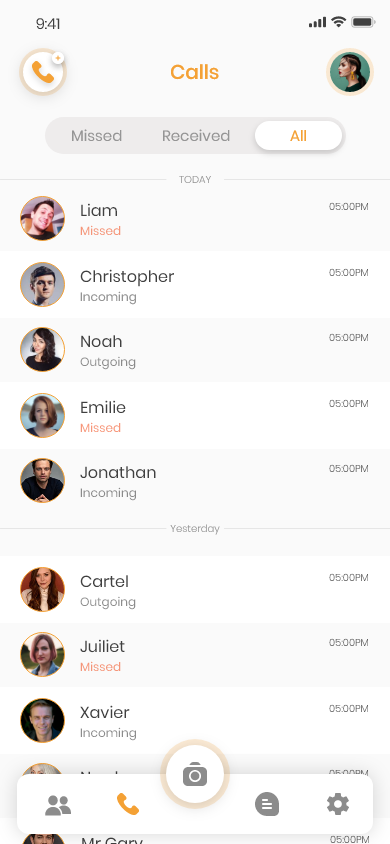 9:41
Calls
Missed Received All
TODAY
Liam 05:00PM
Missed
Christopher 05:00PM
Incoming
Noah 05:00PM
Outgoing
Emilie 05:00PM
Missed
Jonathan 05:00PM
Incoming
Yesterday
Cartel 05:00PM
Outgoing
Juiliet 05:00PM
Missed
Xavier 05:00PM
Incoming
05:00PM
Mr Gary 05:00PM